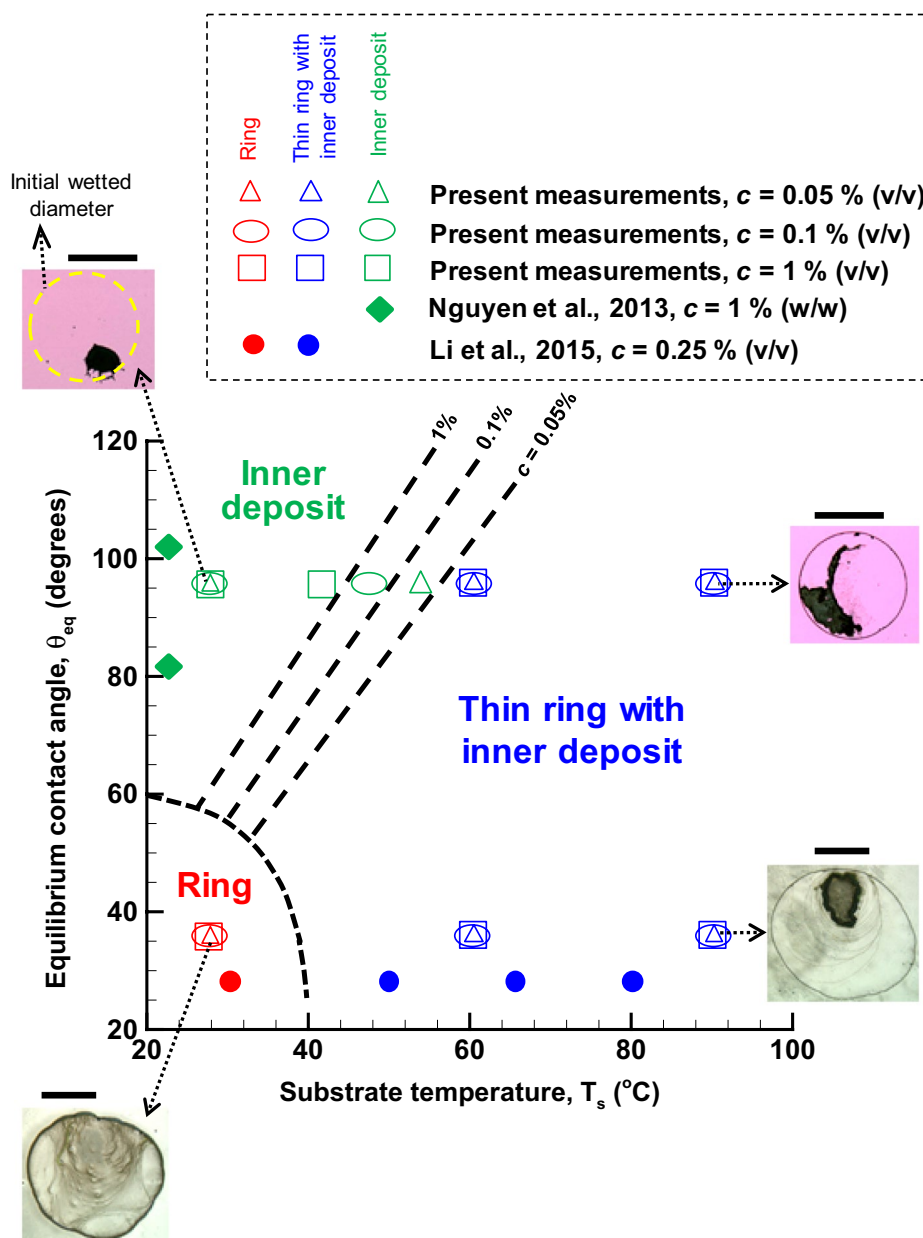 Ring
Thin ring with
inner deposit
Inner deposit
Present measurements, c = 0.05 % (v/v)
Present measurements, c = 0.1 % (v/v)
Present measurements, c = 1 % (v/v)
Nguyen et al., 2013, c = 1 % (w/w)
Li et al., 2015, c = 0.25 % (v/v)
Initial wetted
diameter
1%
0.1%
c = 0.05%
Inner
deposit
Thin ring with
inner deposit
Ring
Equilibrium contact angle, θeq (degrees)
120
100
80
60
40
20
20 40 60 80 100
Substrate temperature, Ts (oC)